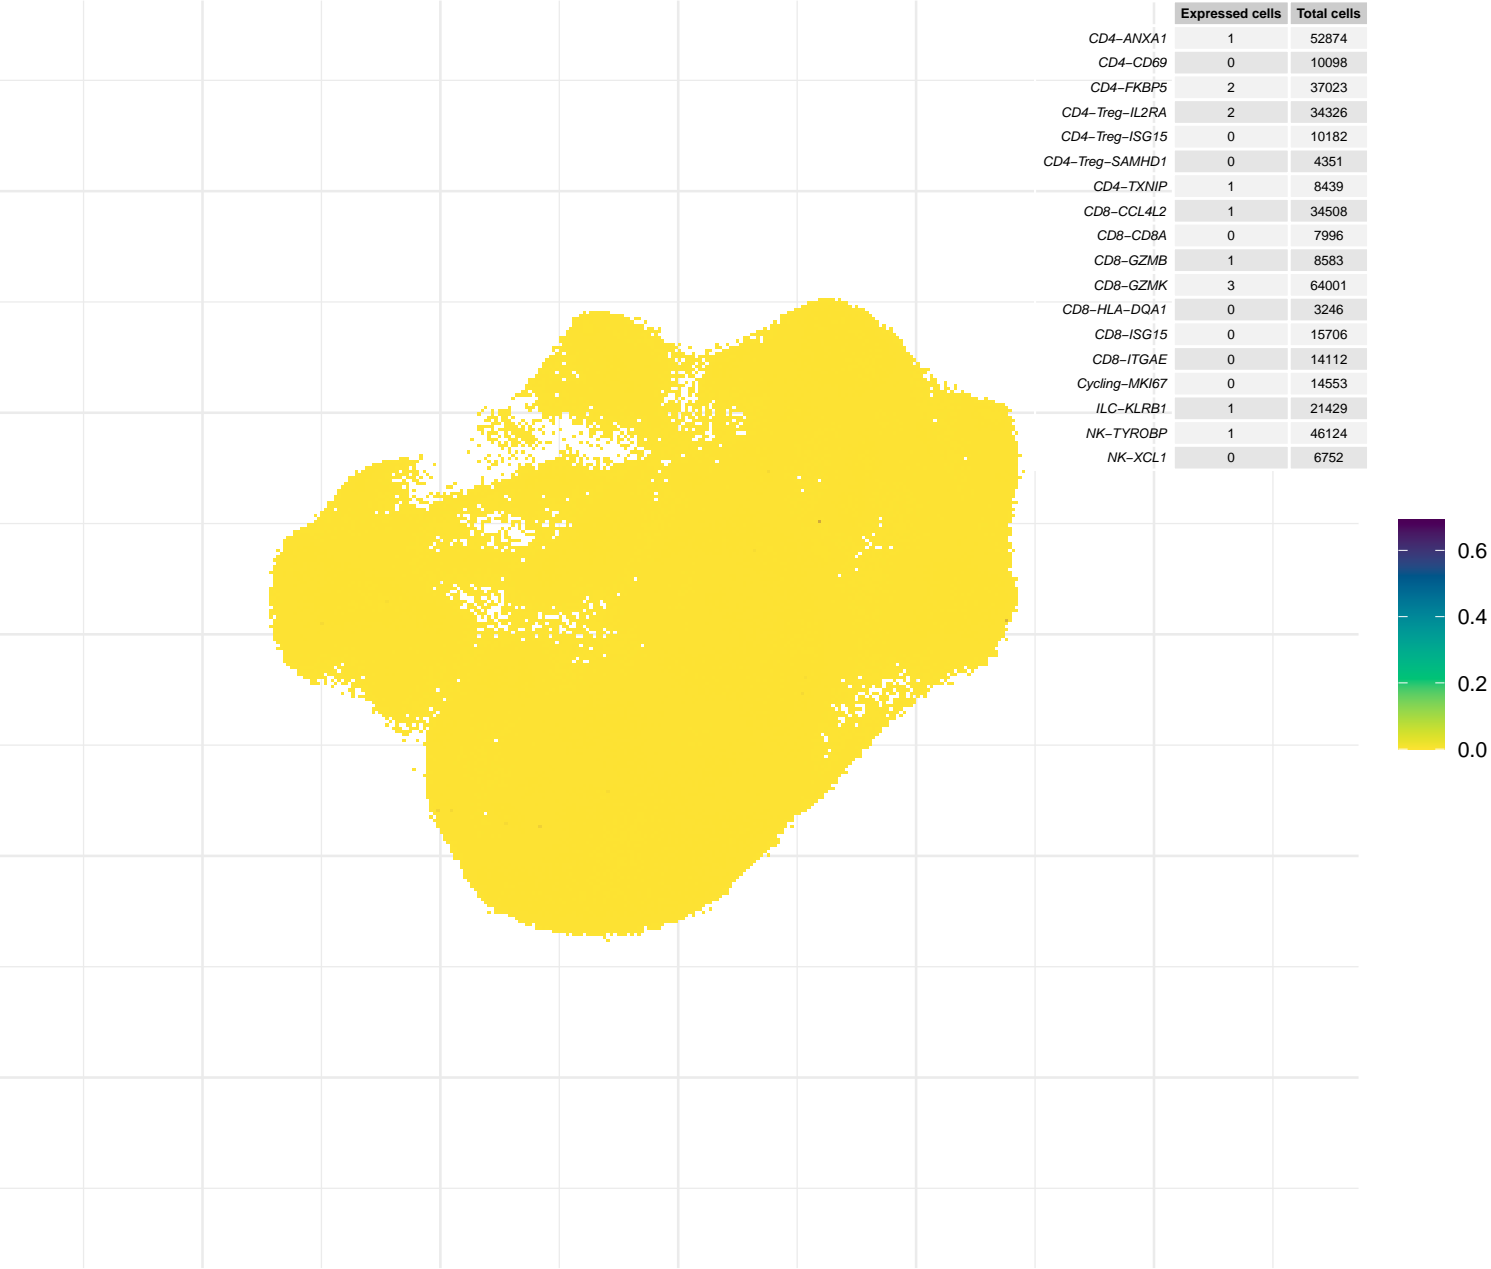 Expressed cells Total cells
CD4−ANXA1 1 52874
CD4−CD69 0 10098
CD4−FKBP5 2 37023
CD4−Treg−IL2RA 2 34326
CD4−Treg−ISG15 0 10182
CD4−Treg−SAMHD1 0 4351
CD4−TXNIP 1 8439
CD8−CCL4L2 1 34508
CD8−CD8A 0 7996
CD8−GZMB 1 8583
CD8−GZMK 3 64001
CD8−HLA−DQA1 0 3246
CD8−ISG15 0 15706
CD8−ITGAE 0 14112
Cycling−MKI67 0 14553
ILC−KLRB1 1 21429
NK−TYROBP 1 46124
NK−XCL1 0 6752
0.6
0.4
0.2
0.0